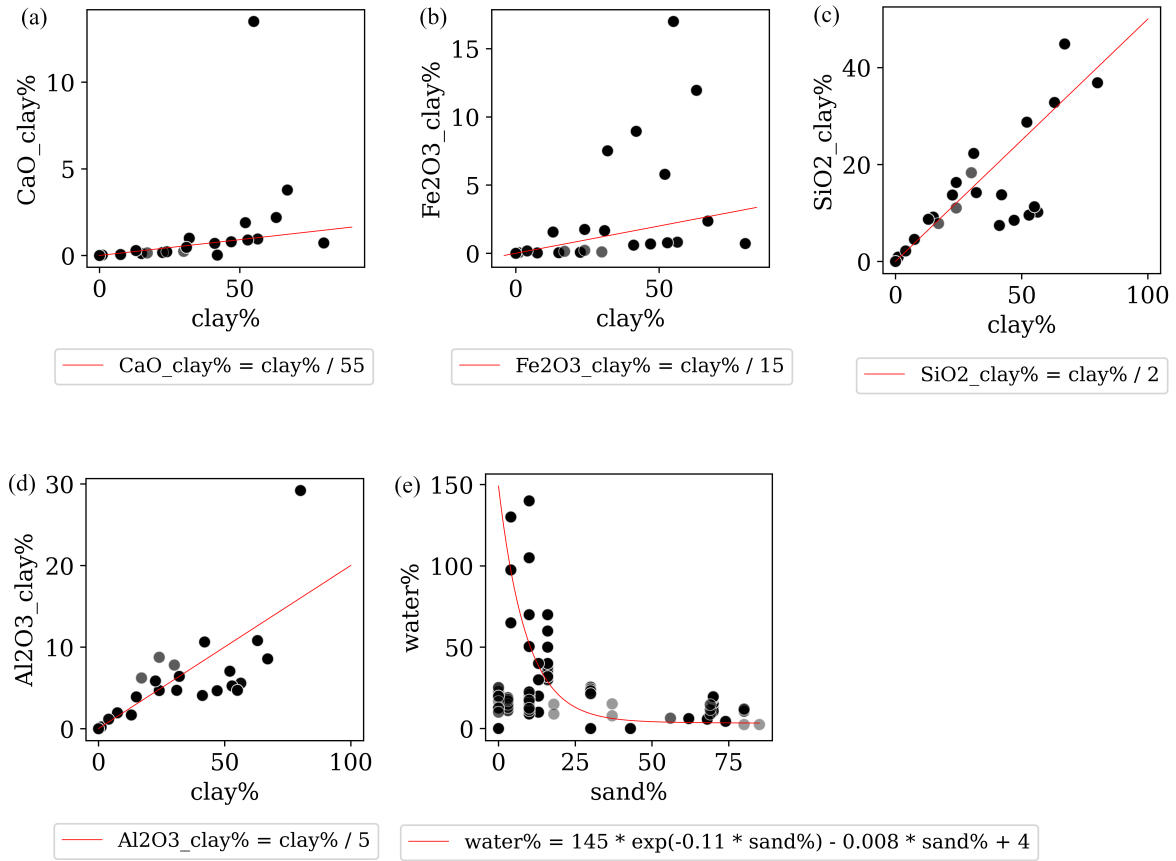 (a)
CaO_clay%
10
5
0
0
50
clay%
CaO_clay% = clay% / 55
(b)
Fe2O3_clay%
15
10
5
0
0
50
clay%
Fe2O3_clay% = clay% / 15
(c)
SiO2_clay%
40
20
0
0
50
100
clay%
SiO2_clay% = clay% / 2
(d)
Al2O3_clay%
30
20
10
0
0
50
100
clay%
Al2O3_clay% = clay% / 5
(e)
water%
150
100
50
0
0
25
50
75
sand%
water% = 145 * exp(-0.11 * sand%) - 0.008 * sand% + 4